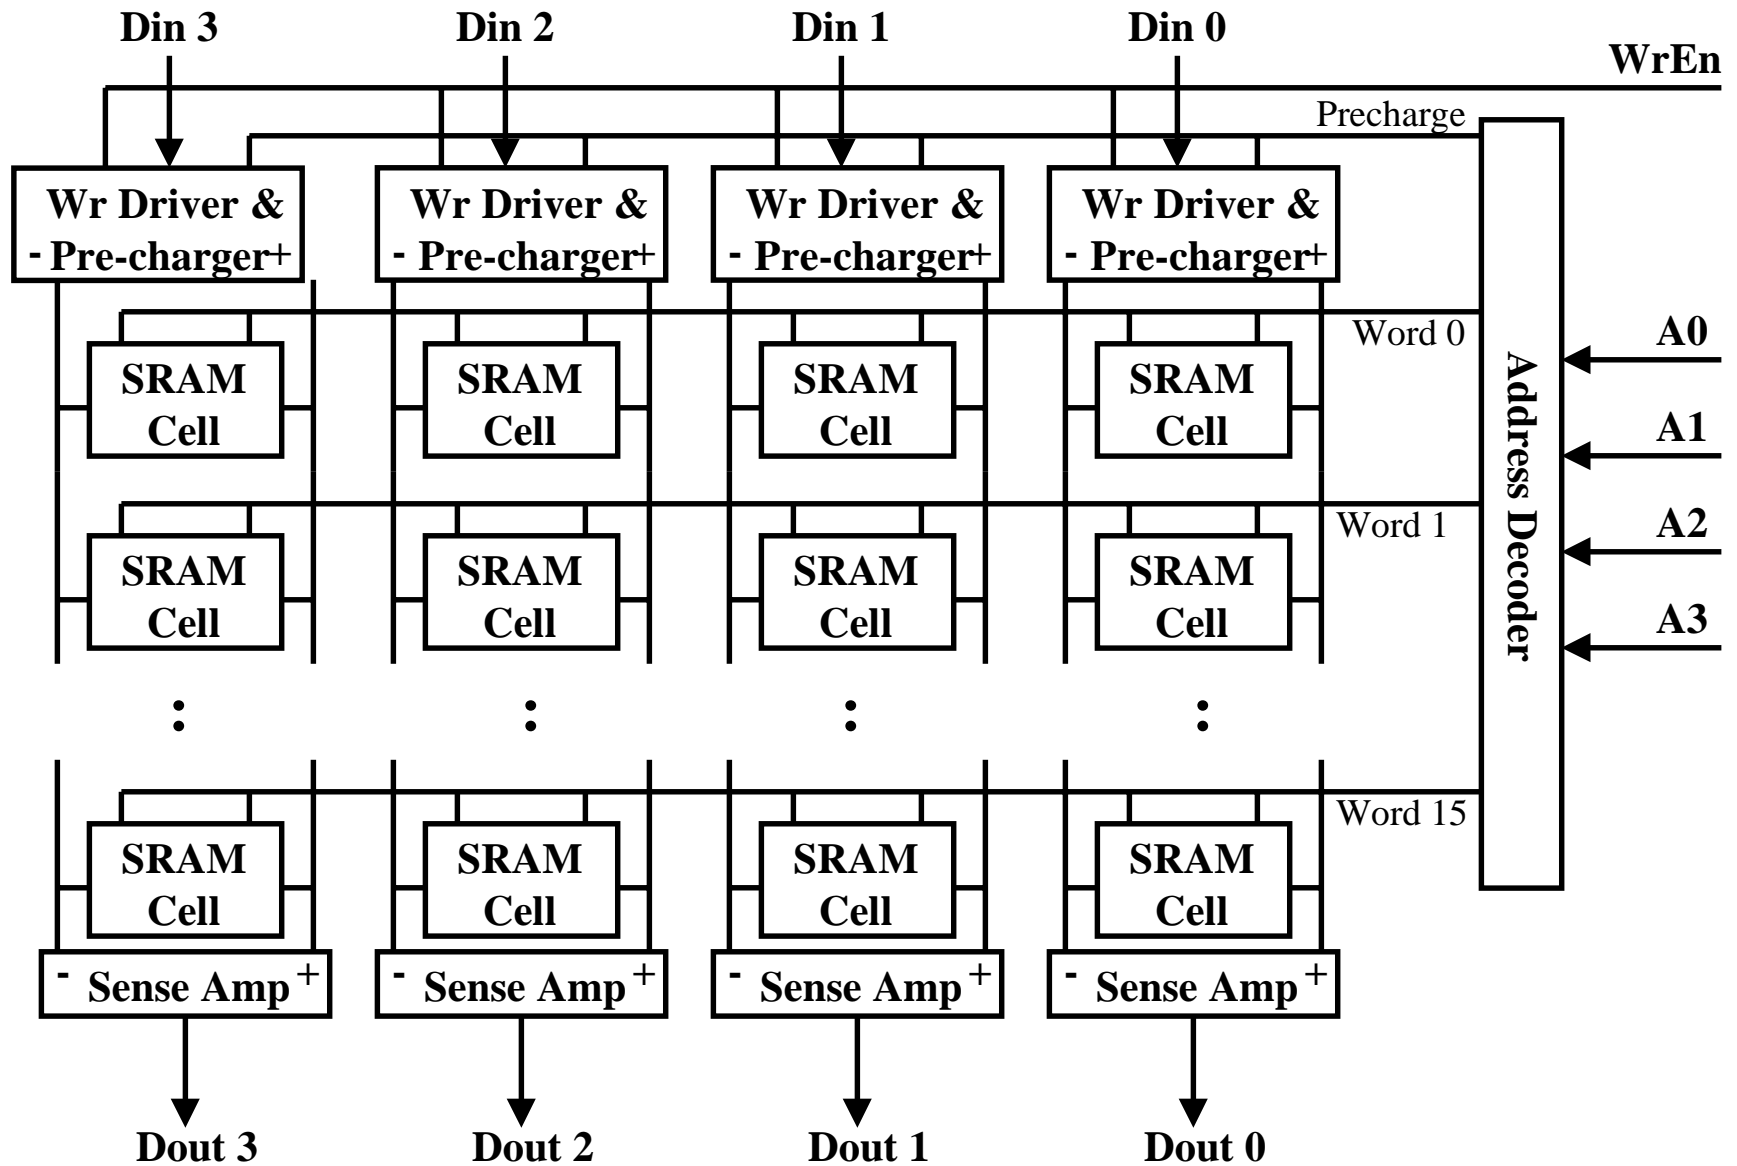 Din 3 Din 2 Din 1 Din 0
WrEn
Precharge
Wr Driver & Wr Driver & Wr Driver & Wr Driver &
- Pre-charger+ - Pre-charger+ - Pre-charger+ - Pre-charger+
Word 0
A0
SRAM SRAM SRAM SRAM
Cell Cell Cell Cell
A1
Address Decoder
Word 1
A2
SRAM SRAM SRAM SRAM
Cell Cell Cell Cell
A3
: : : :
Word 15
SRAM SRAM SRAM SRAM
Cell Cell Cell Cell
- Sense Amp + - Sense Amp + - Sense Amp + - Sense Amp +
Dout 3 Dout 2 Dout 1 Dout 0